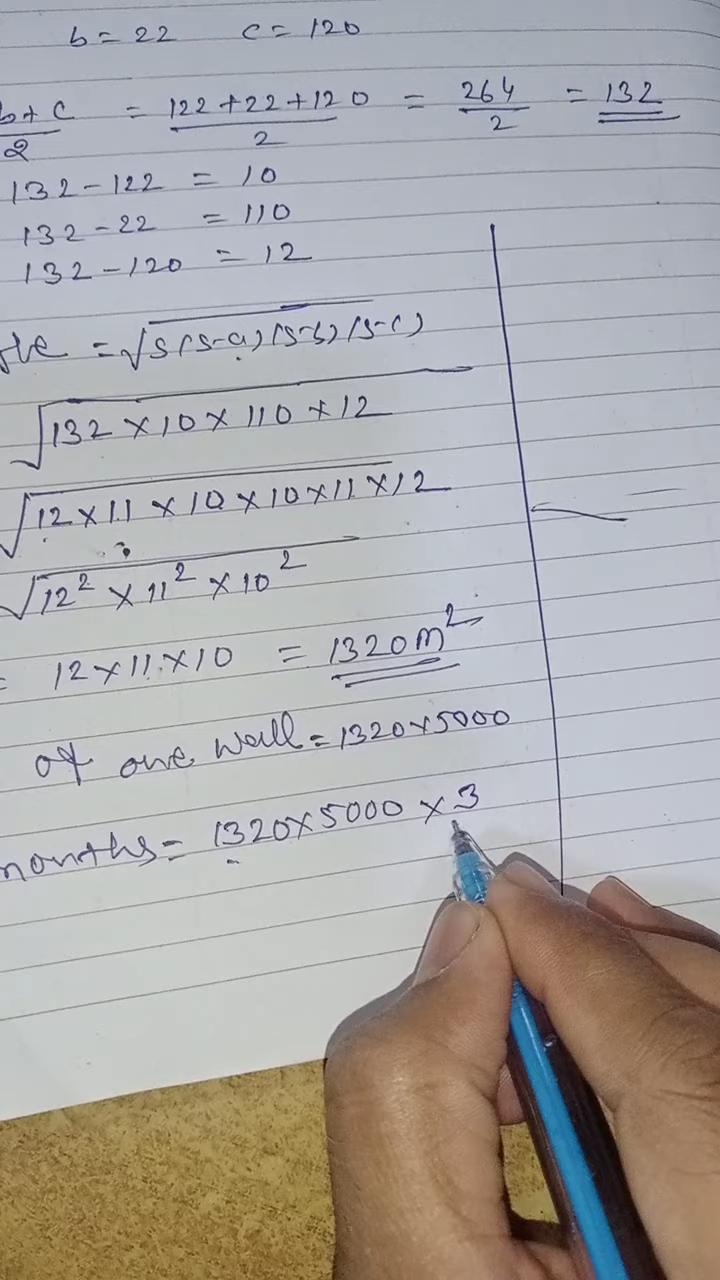 b = 22 c = 120
b + c / 2 = 122 + 22 + 120 / 2 = 264 / 2 = 132
132 - 122 = 10
132 - 22 = 110
132 - 120 = 12
= √s(s-a)(s-b)(s-c)
√132 × 10 × 110 × 12
√12 × 11 × 10 × 10 × 11 × 12
√12² × 11² × 10²
= 12 × 11 × 10 = 1320 m²
of one wall = 1320 × 5000
months = 1320 × 5000 × 3